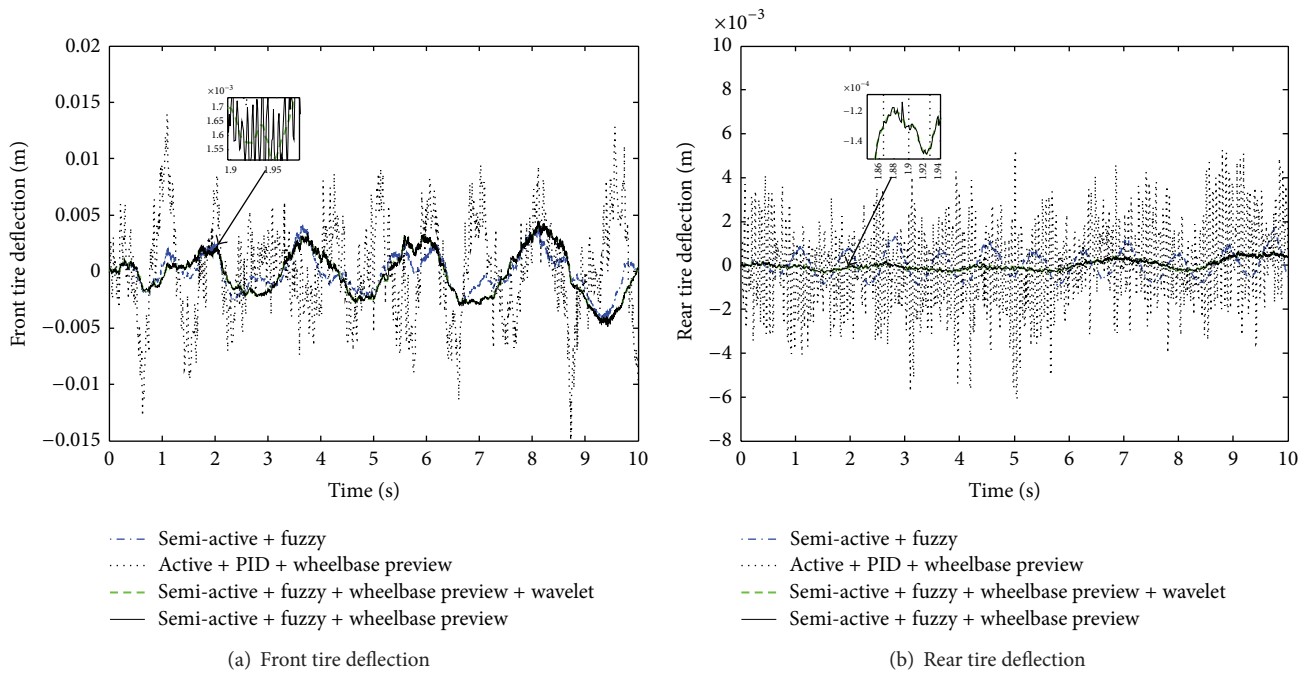 0.02
0.015
0.01
0.005
0
−0.005
−0.01
−0.015
Front tire deflection (m)
×10⁻³
1.7
1.65
1.6
1.55
1.9 1.95
0 1 2 3 4 5 6 7 8 9 10
Time (s)
Semi-active + fuzzy
Active + PID + wheelbase preview
Semi-active + fuzzy + wheelbase preview + wavelet
Semi-active + fuzzy + wheelbase preview
(a) Front tire deflection
×10⁻³
10
8
6
4
2
0
−2
−4
−6
−8
Rear tire deflection (m)
×10⁻⁴
−1.2
−1.4
1.86 1.88 1.9 1.92 1.94
0 1 2 3 4 5 6 7 8 9 10
Time (s)
Semi-active + fuzzy
Active + PID + wheelbase preview
Semi-active + fuzzy + wheelbase preview + wavelet
Semi-active + fuzzy + wheelbase preview
(b) Rear tire deflection